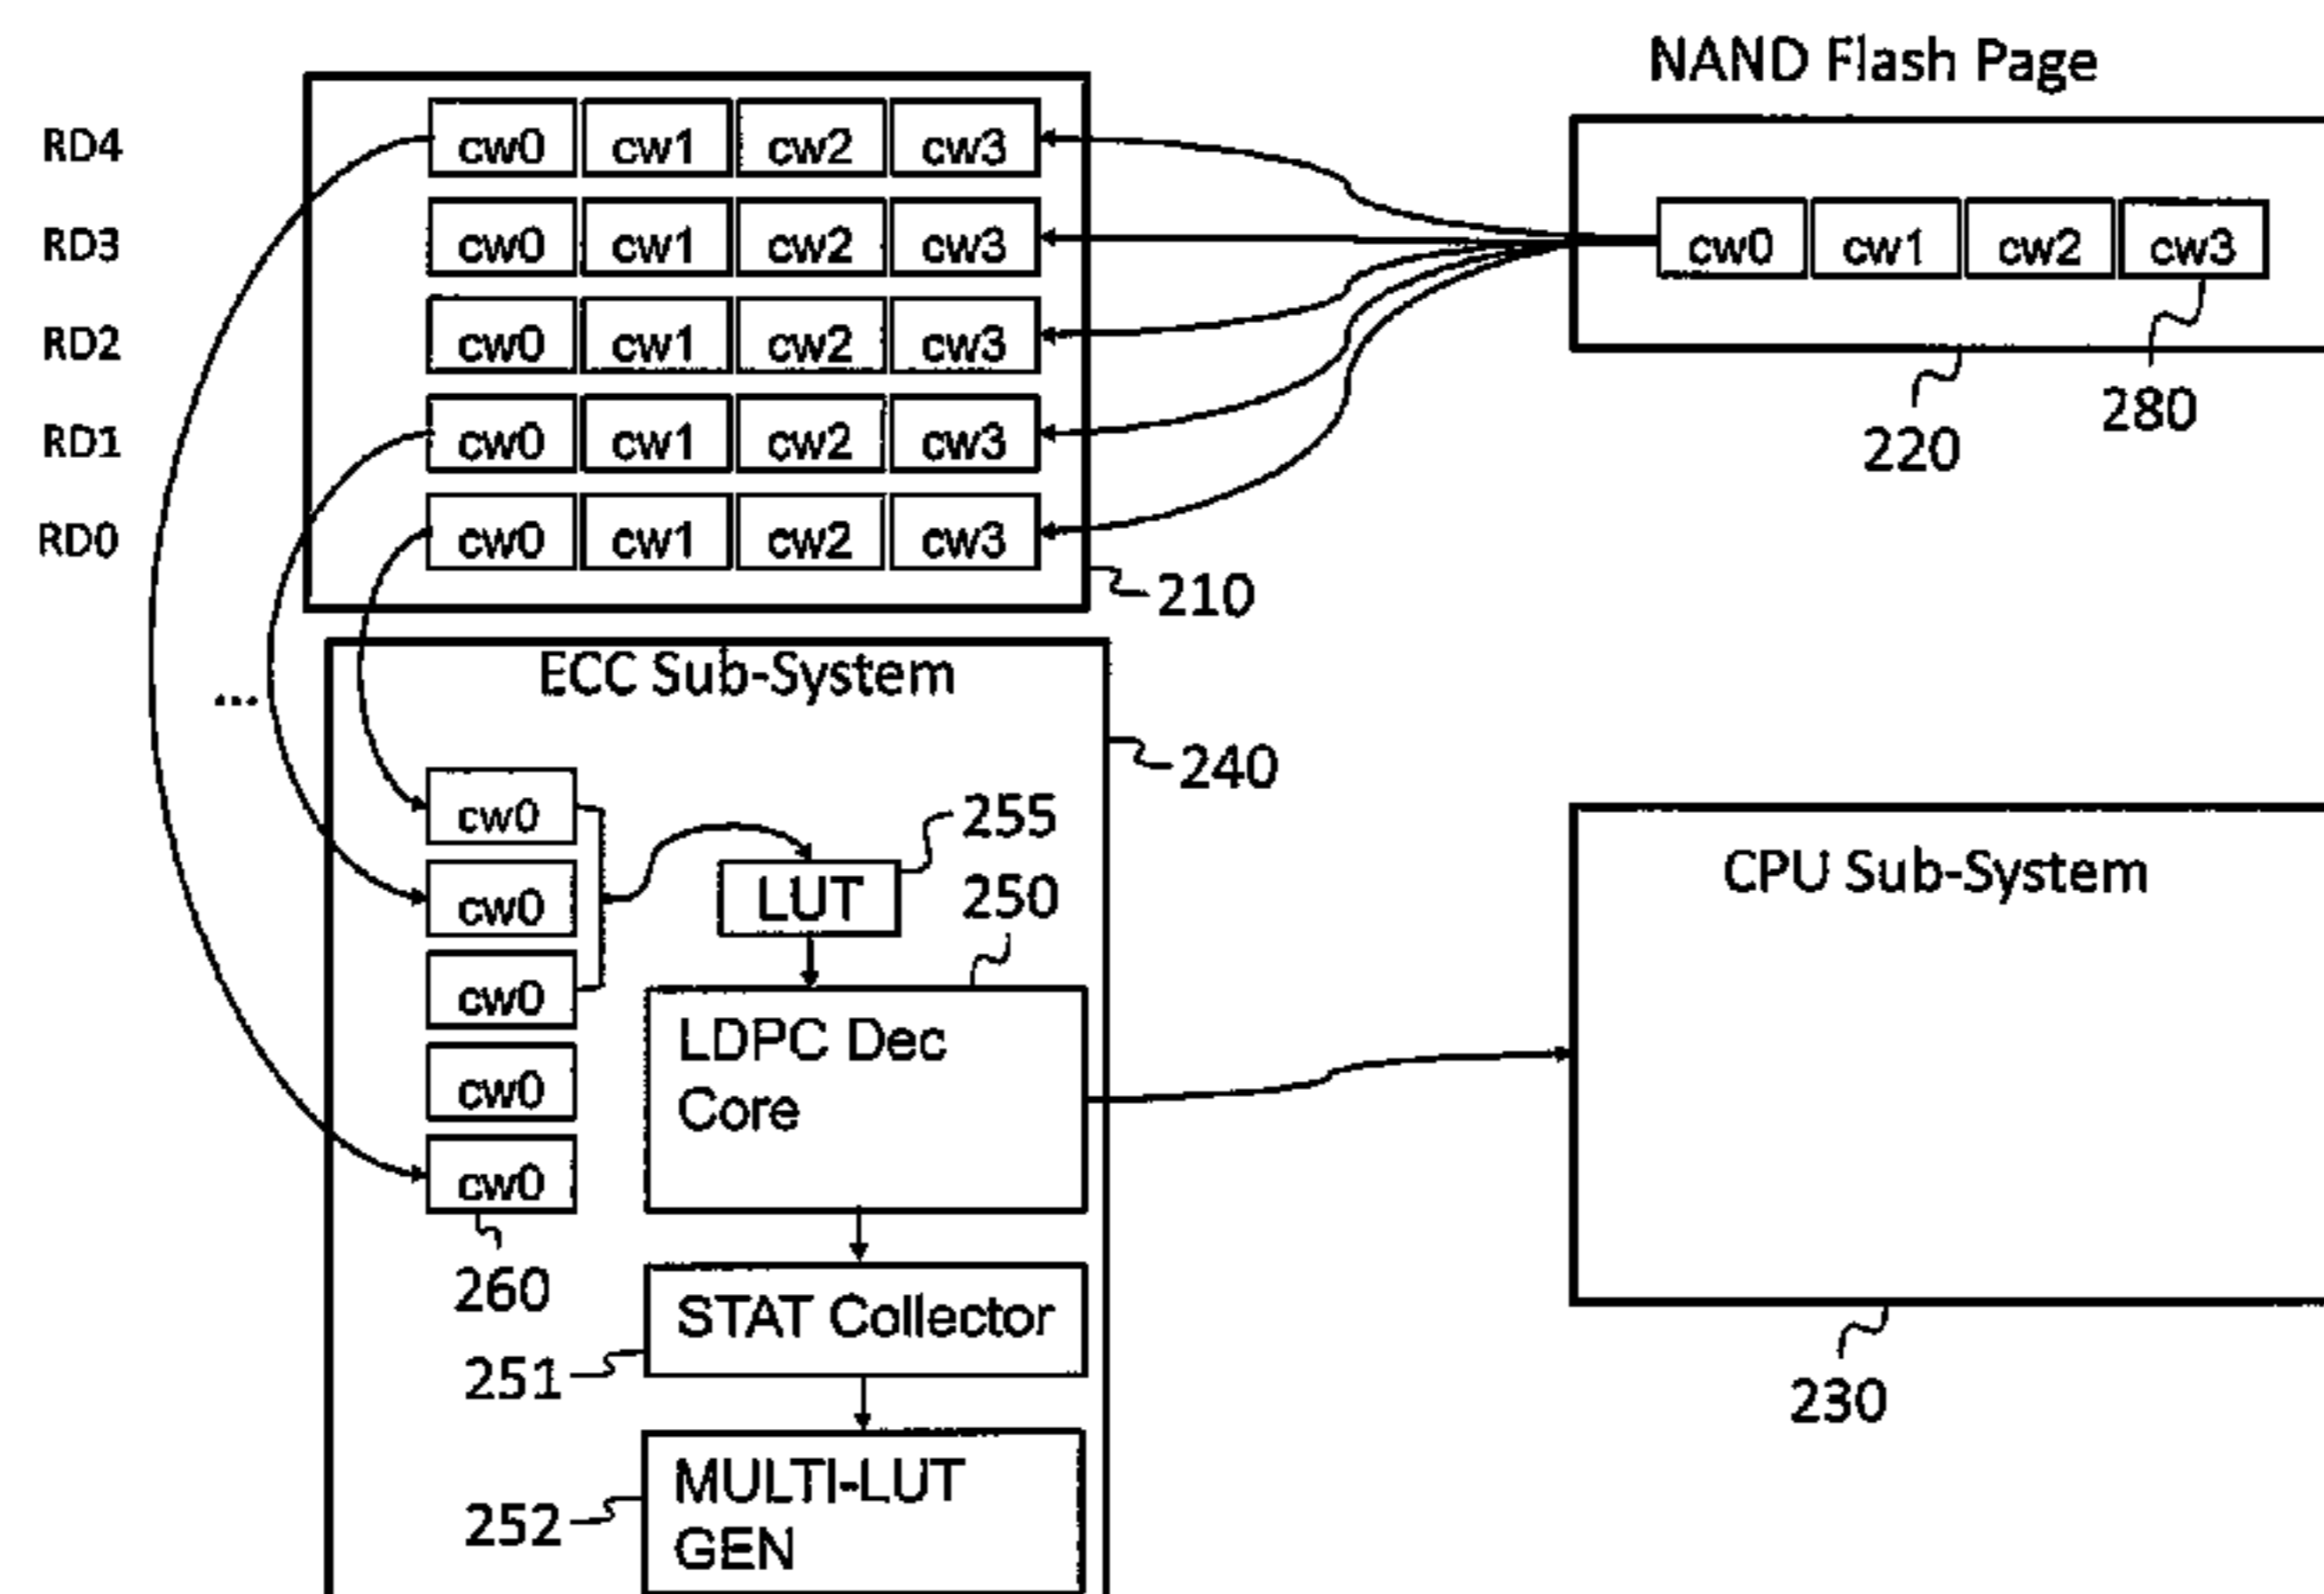 NAND Flash Page
RD4 cw0 cw1 cw2 cw3
RD3 cw0 cw1 cw2 cw3
cw0 cw1 cw2 cw3
RD2 cw0 cw1 cw2 cw3
280
RD1 cw0 cw1 cw2 cw3
220
RD0 cw0 cw1 cw2 cw3
210
ECC Sub-System
...
240
cw0
255
LUT
250
cw0
CPU Sub-System
cw0
LDPC Dec
Core
cw0
cw0
260
STAT Collector
251
230
MULTI-LUT
GEN
252